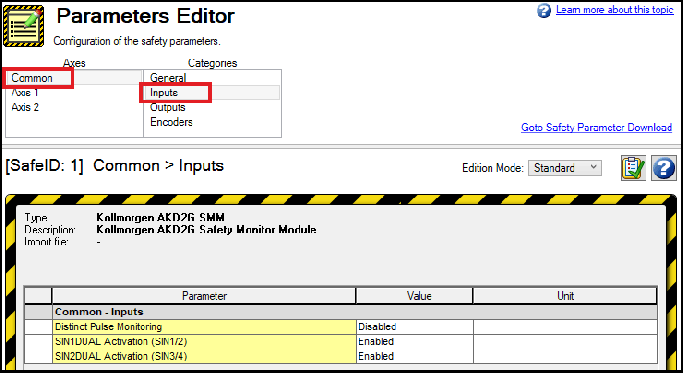 Parameters Editor
Learn more about this topic
Configuration of the safety parameters.
Axes Categories
Common General
Axis 1 Inputs
Axis 2 Outputs
Encoders
Goto Safety Parameter Download
[SafeID: 1] Common > Inputs
Edition Mode: Standard
Type: Kollmorgen AKD2G SMM
Description: Kollmorgen AKD2G Safety Monitor Module
Import file: -
Parameter Value Unit
Common - Inputs
Distinct Pulse Monitoring Disabled
SIN1DUAL Activation (SIN1/2) Enabled
SIN2DUAL Activation (SIN3/4) Enabled